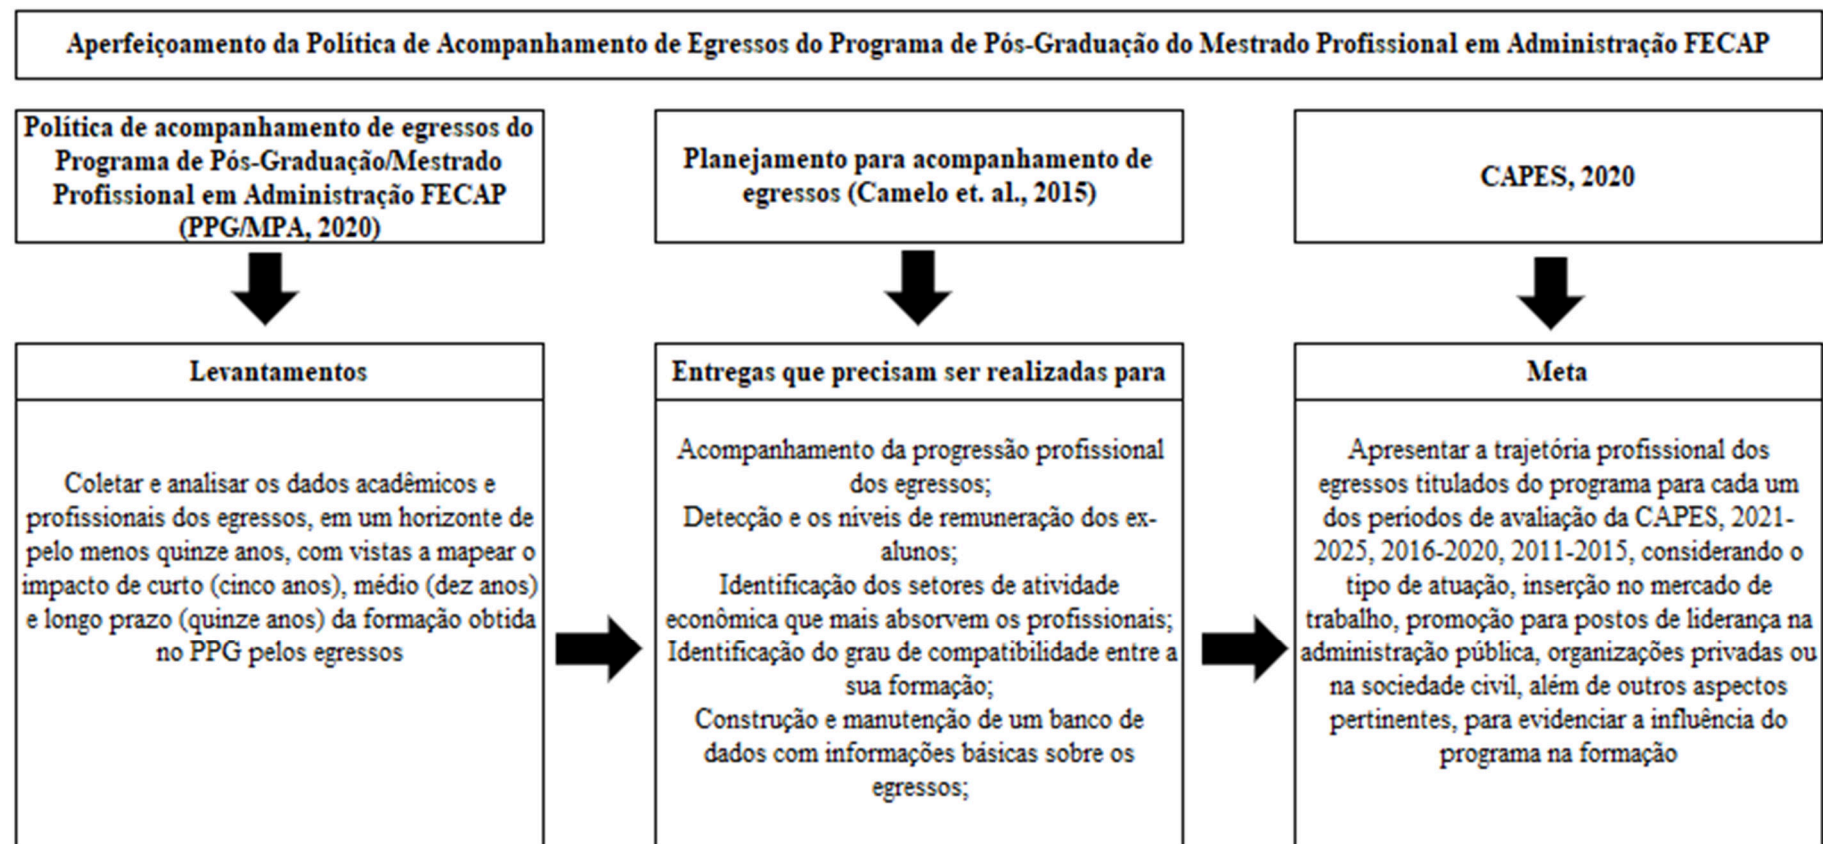 Aperfeiçoamento da Política de Acompanhamento de Egressos do Programa de Pós-Graduação do Mestrado Profissional em Administração FECAP
Política de acompanhamento de egressos do
Programa de Pós-Graduação/Mestrado
Profissional em Administração FECAP
(PPG/MPA, 2020)
Planejamento para acompanhamento de
egressos (Camelo et. al., 2015)
CAPES, 2020
Levantamentos
Coletar e analisar os dados acadêmicos e
profissionais dos egressos, em um horizonte de
pelo menos quinze anos, com vistas a mapear o
impacto de curto (cinco anos), médio (dez anos)
e longo prazo (quinze anos) da formação obtida
no PPG pelos egressos
Entregas que precisam ser realizadas para
Acompanhamento da progressão profissional
dos egressos;
Detecção e os níveis de remuneração dos ex-
alunos;
Identificação dos setores de atividade
econômica que mais absorvem os profissionais;
Identificação do grau de compatibilidade entre a
sua formação;
Construção e manutenção de um banco de
dados com informações básicas sobre os
egressos;
Meta
Apresentar a trajetória profissional dos
egressos titulados do programa para cada um
dos períodos de avaliação da CAPES, 2021-
2025, 2016-2020, 2011-2015, considerando o
tipo de atuação, inserção no mercado de
trabalho, promoção para postos de liderança na
administração pública, organizações privadas ou
na sociedade civil, além de outros aspectos
pertinentes, para evidenciar a influência do
programa na formação